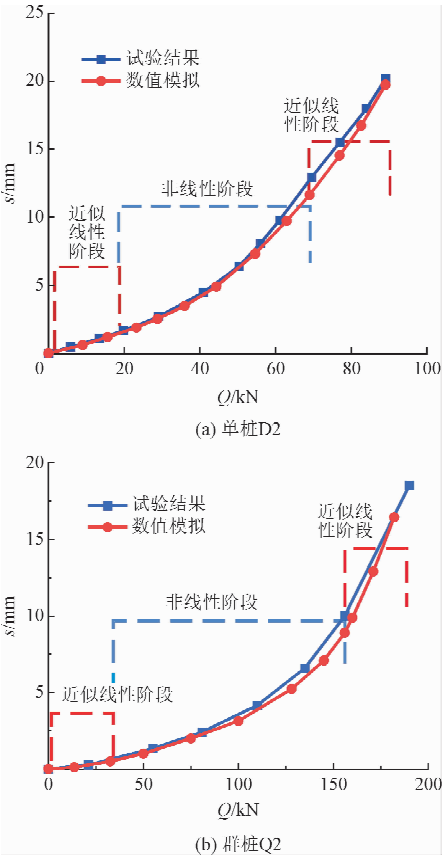 25
20
15
10
5
0
s/mm
试验结果
数值模拟
近似线
性阶段
非线性阶段
近似
线性
阶段
0 20 40 60 80 100
Q/kN
(a) 单桩D2
20
15
10
5
0
s/mm
试验结果
数值模拟
近似线
性阶段
非线性阶段
近似线性阶段
0 50 100 150 200
Q/kN
(b) 群桩Q2